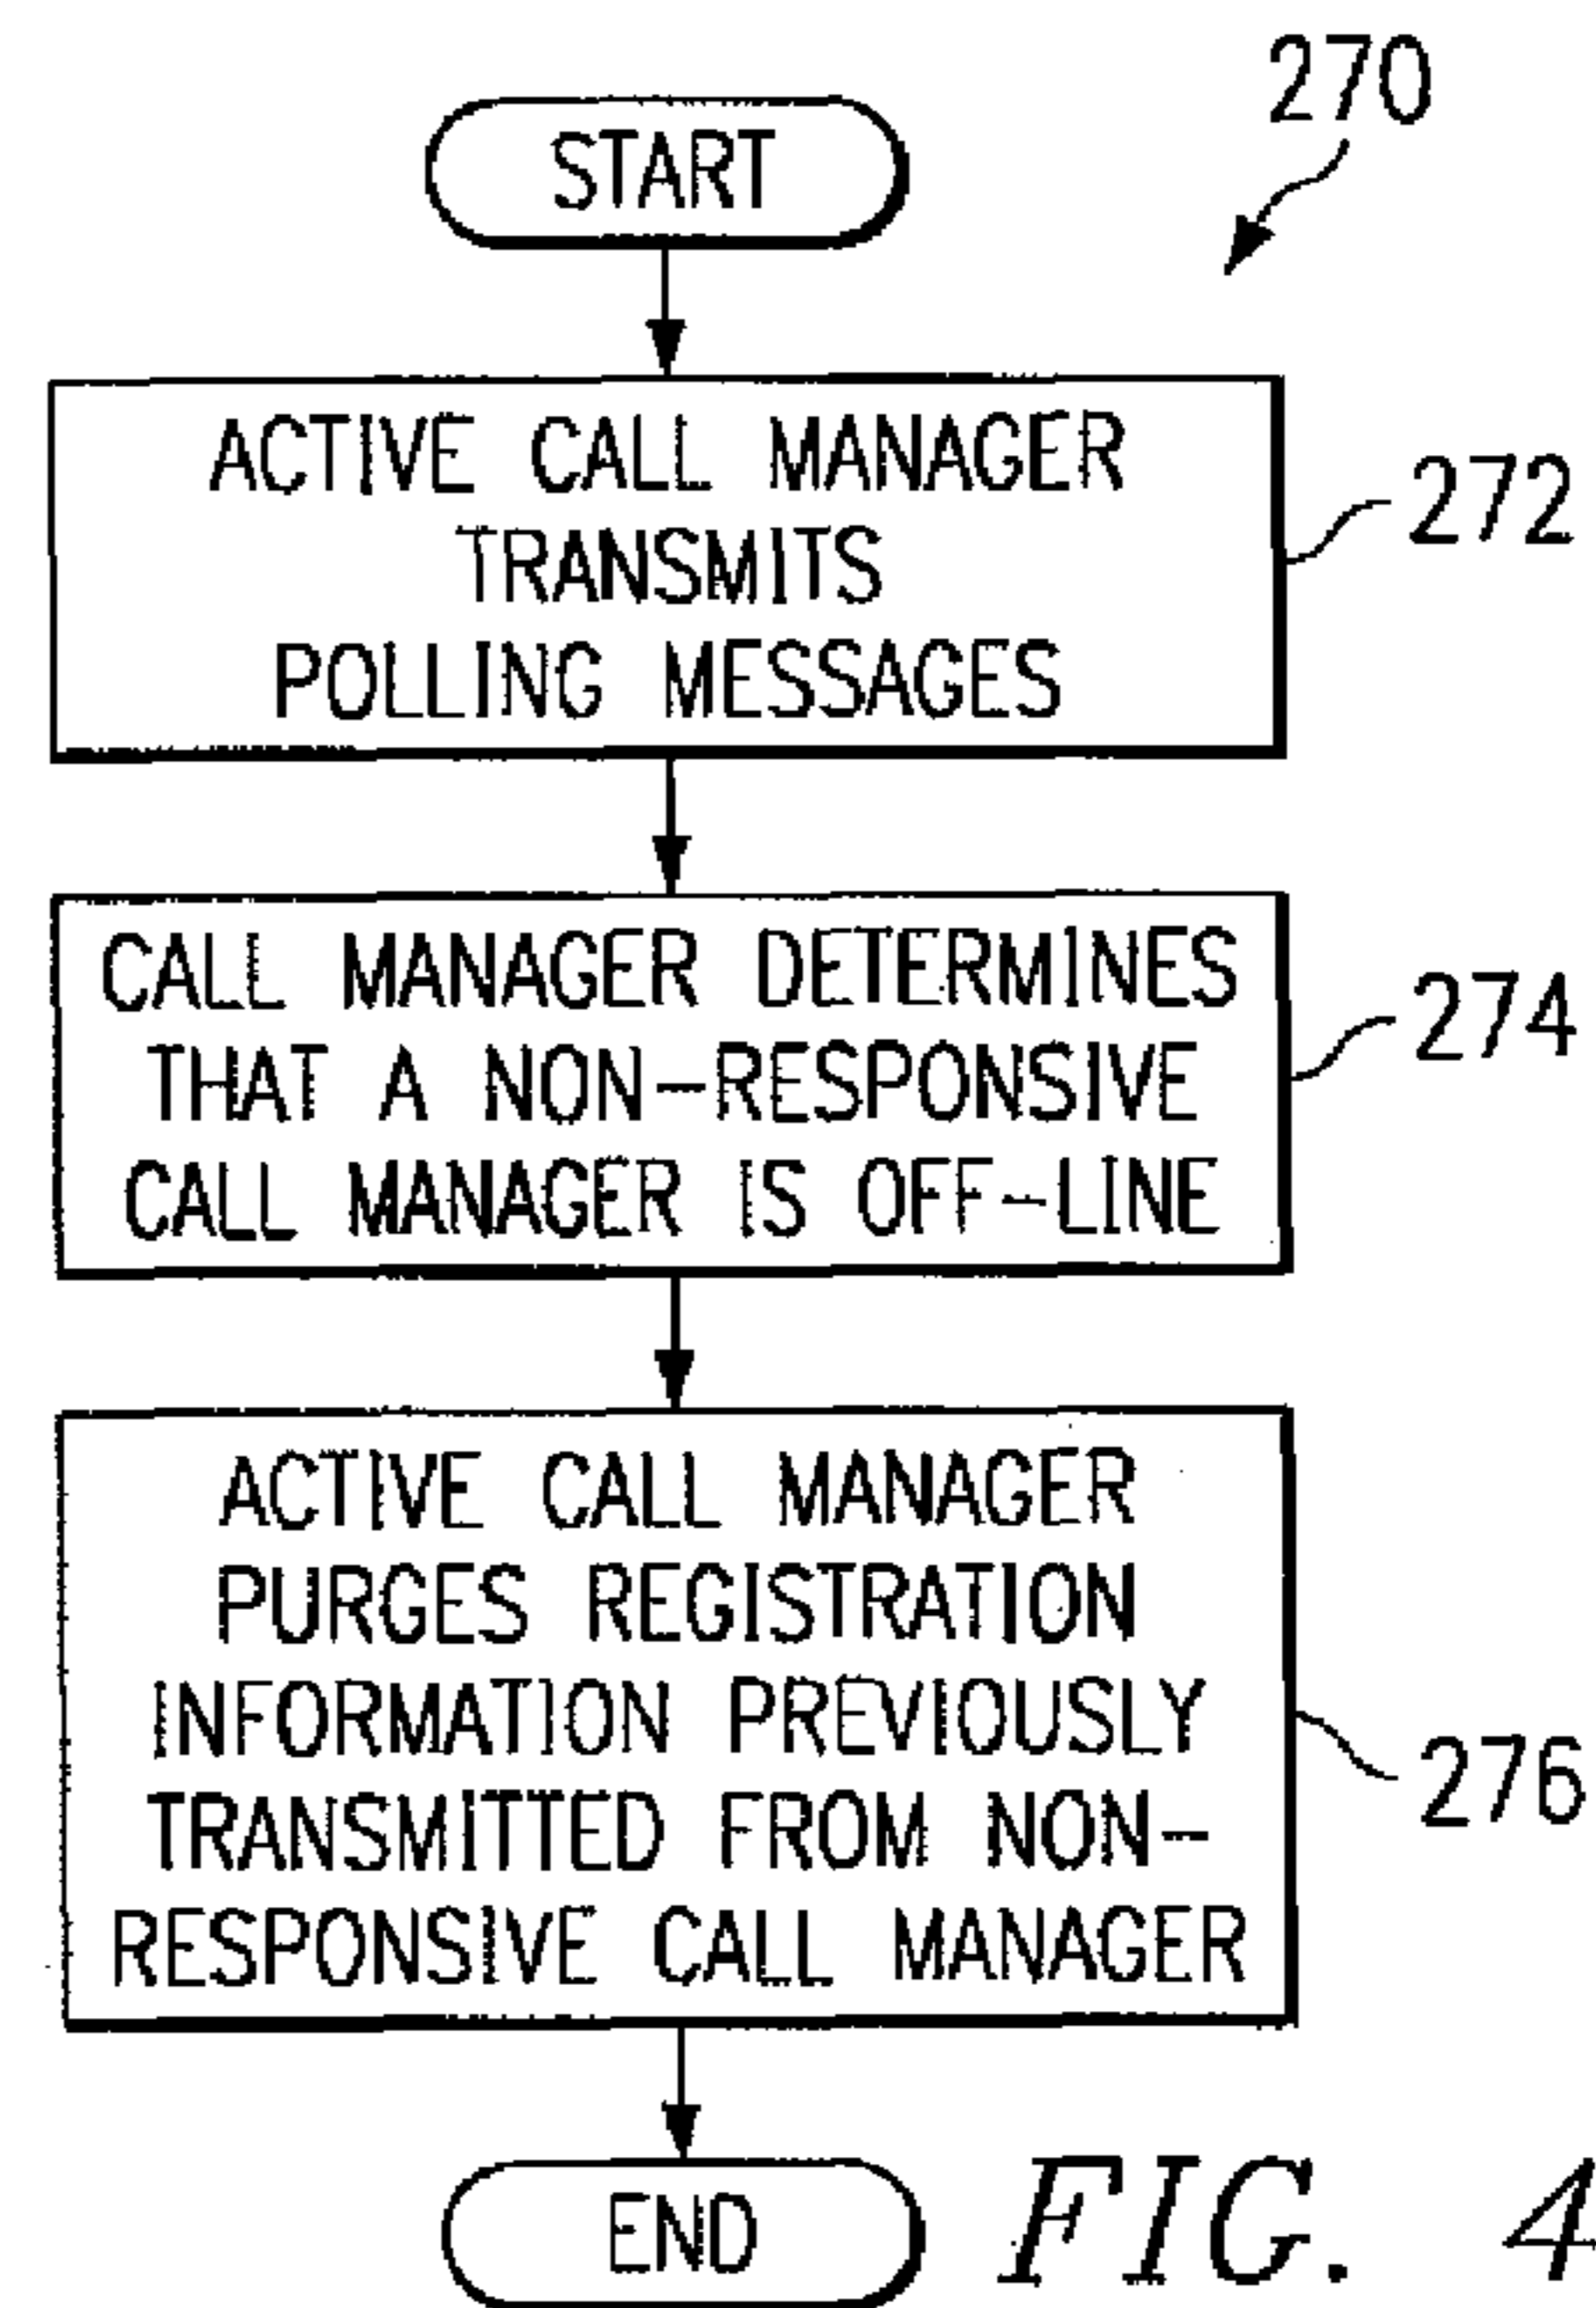 270
START
ACTIVE CALL MANAGER
TRANSMITS
POLLING MESSAGES
272
CALL MANAGER DETERMINES
THAT A NON-RESPONSIVE
CALL MANAGER IS OFF-LINE
274
ACTIVE CALL MANAGER
PURGES REGISTRATION
INFORMATION PREVIOUSLY
TRANSMITTED FROM NON-
RESPONSIVE CALL MANAGER
276
END
FIG. 4